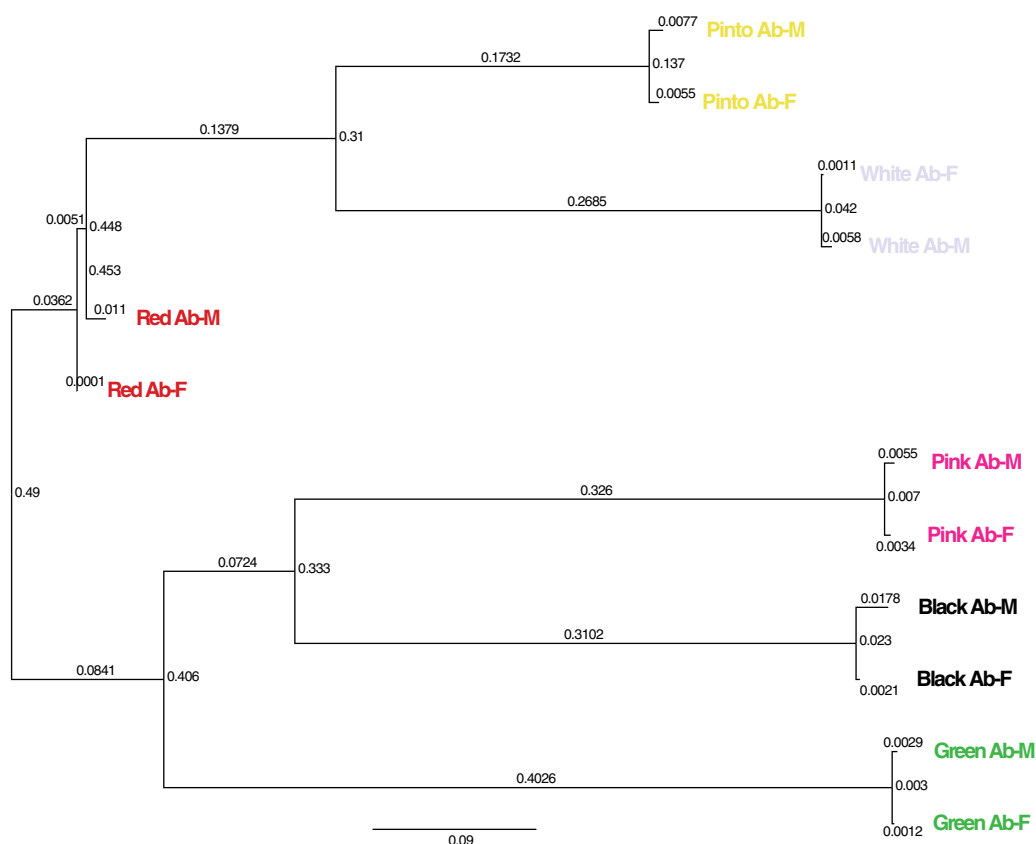 0.0077 Pinto Ab-M
0.1732
0.137
0.0055 Pinto Ab-F
0.1379
0.31
0.0011 White Ab-F
0.2685
0.042
0.0058 White Ab-M
0.0051
0.448
0.453
0.0362
0.011 Red Ab-M
0.0001 Red Ab-F
0.49
0.0055 Pink Ab-M
0.326
0.007
0.0034 Pink Ab-F
0.0724
0.333
0.0178 Black Ab-M
0.3102
0.023
0.0021 Black Ab-F
0.0841
0.406
0.0029 Green Ab-M
0.4026
0.003
0.0012 Green Ab-F
0.09